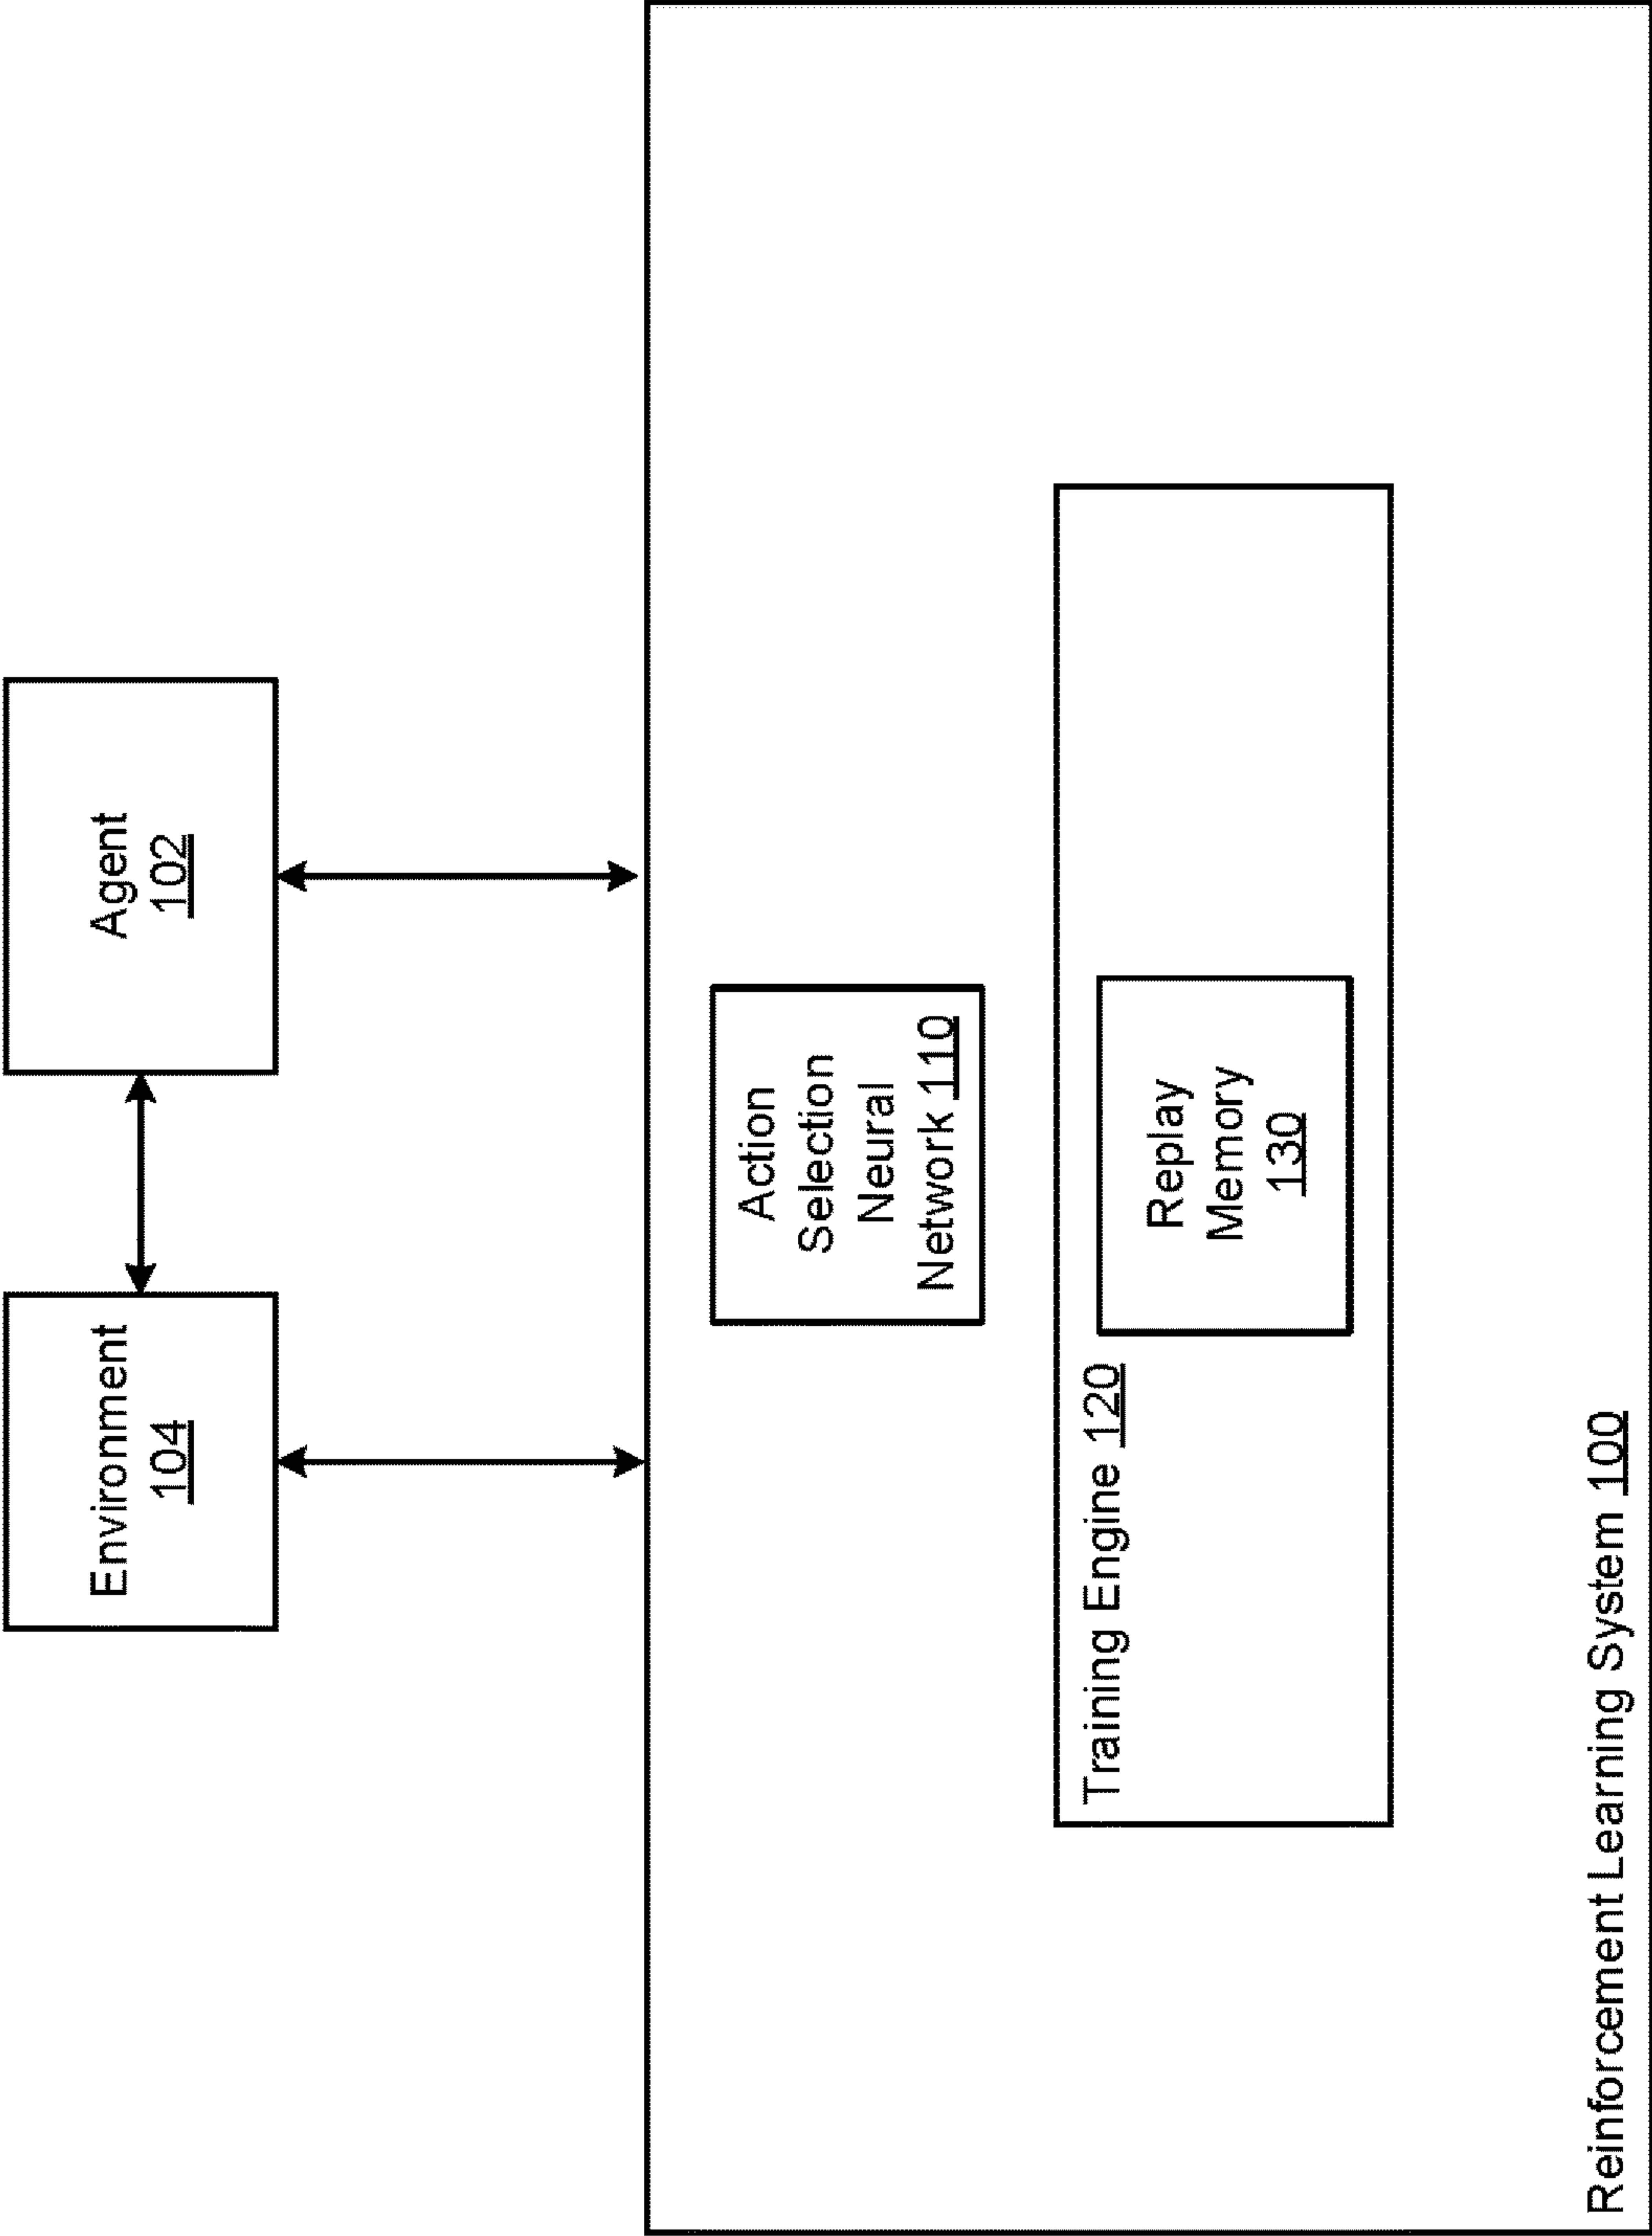 Environment
104
Agent
102
Action
Selection
Neural
Network 110
Training Engine 120
Replay
Memory
130
Reinforcement Learning System 100